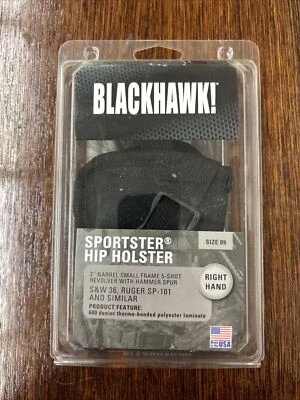 BLACKHAWK!
SPORTSTER®
HIP HOLSTER
SIZE 09
2" BARREL SMALL FRAME 5-SHOT
REVOLVER WITH HAMMER SPUR
S&W 36, RUGER SP-101
AND SIMILAR
RIGHT
HAND
PRODUCT FEATURE:
600 denier thermo-bonded polyester laminate
USA
BLACKHAWK!